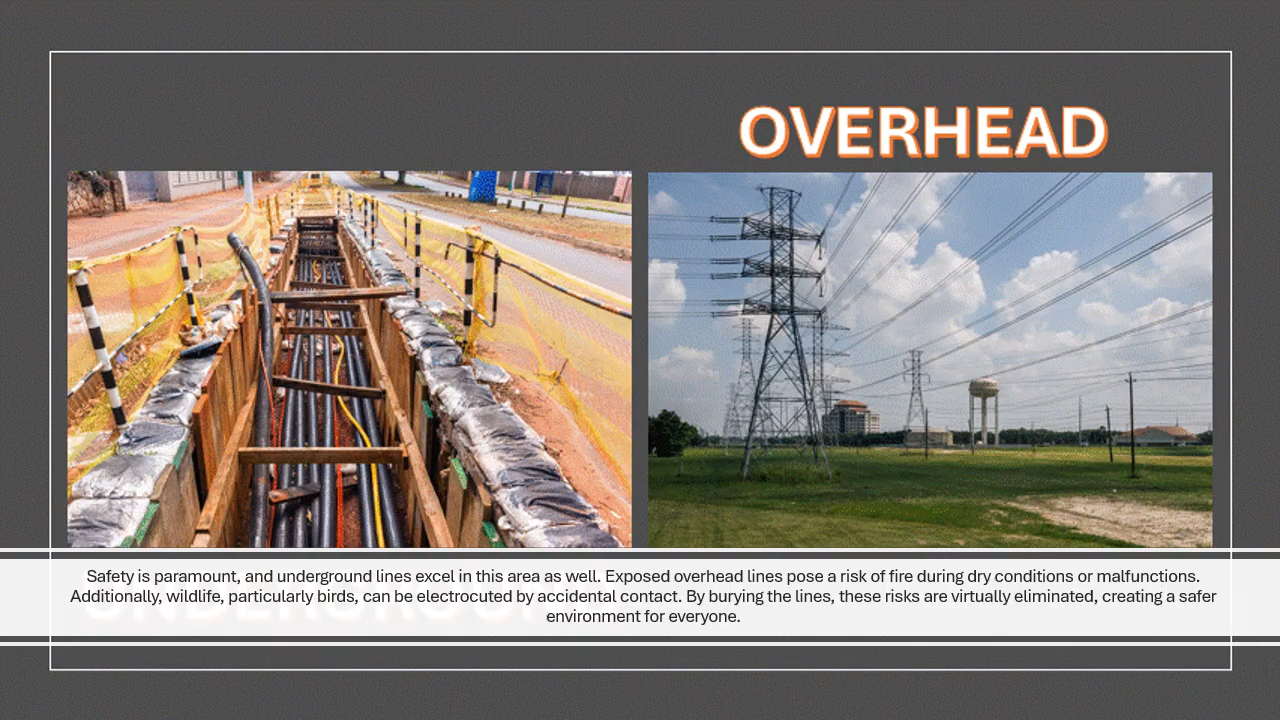 OVERHEAD
Safety is paramount, and underground lines excel in this area as well. Exposed overhead lines pose a risk of fire during dry conditions or malfunctions.
Additionally, wildlife, particularly birds, can be electrocuted by accidental contact. By burying the lines, these risks are virtually eliminated, creating a safer
environment for everyone.